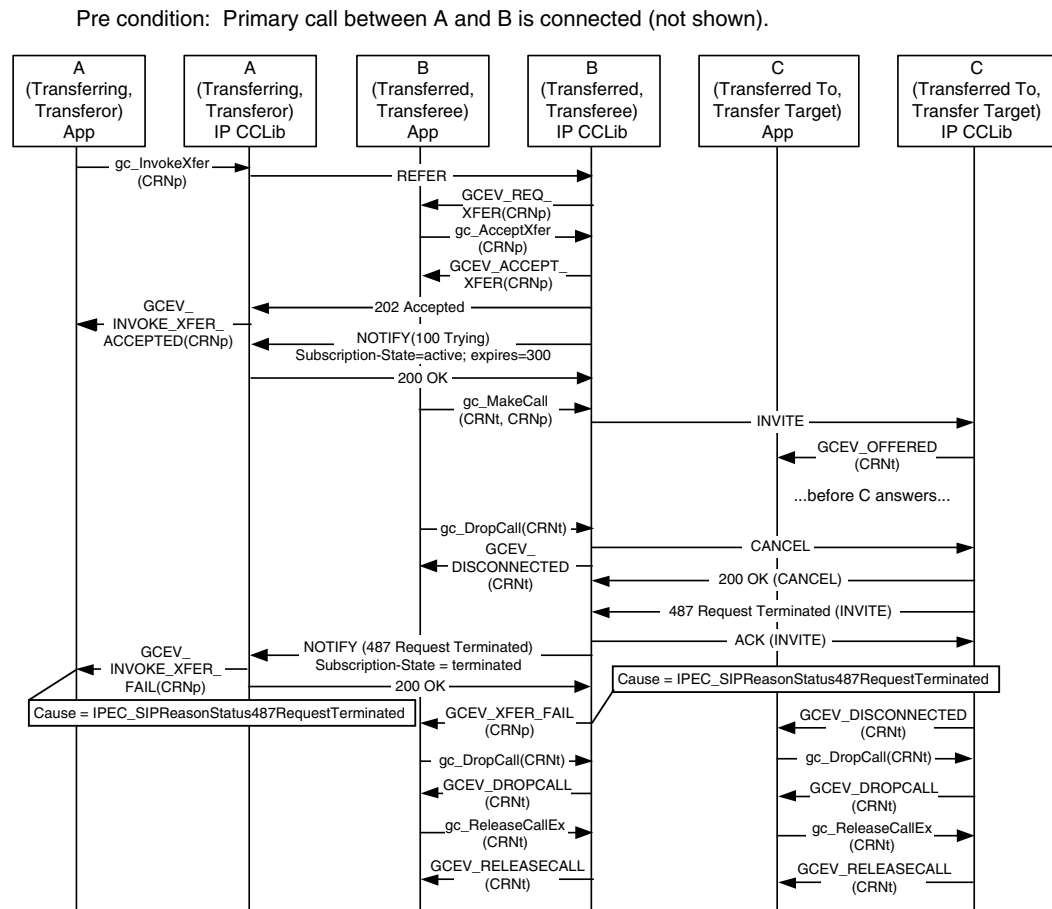 Pre condition:  Primary call between A and B is connected (not shown).
A
(Transferring,
Transferor)
App
A
(Transferring,
Transferor)
IP CCLib
B
(Transferred,
Transferee)
App
B
(Transferred,
Transferee)
IP CCLib
C
(Transferred To,
Transfer Target)
App
C
(Transferred To,
Transfer Target)
IP CCLib
gc_InvokeXfer
(CRNp)
REFER
GCEV_REQ_
XFER(CRNp)
gc_AcceptXfer
(CRNp)
GCEV_ACCEPT_
XFER(CRNp)
202 Accepted
GCEV_
INVOKE_XFER_
ACCEPTED(CRNp)
NOTIFY(100 Trying)
Subscription-State=active; expires=300
200 OK
gc_MakeCall
(CRNt, CRNp)
INVITE
GCEV_OFFERED
(CRNt)
...before C answers...
gc_DropCall(CRNt)
GCEV_
DISCONNECTED
(CRNt)
CANCEL
200 OK (CANCEL)
487 Request Terminated (INVITE)
ACK (INVITE)
NOTIFY (487 Request Terminated)
Subscription-State = terminated
GCEV_
INVOKE_XFER_
FAIL(CRNp)
200 OK
Cause = IPEC_SIPReasonStatus487RequestTerminated
Cause = IPEC_SIPReasonStatus487RequestTerminated
GCEV_XFER_FAIL
(CRNp)
GCEV_DISCONNECTED
(CRNt)
gc_DropCall(CRNt)
gc_DropCall(CRNt)
GCEV_DROPCALL
(CRNt)
GCEV_DROPCALL
(CRNt)
gc_ReleaseCallEx
(CRNt)
gc_ReleaseCallEx
(CRNt)
GCEV_RELEASECALL
(CRNt)
GCEV_RELEASECALL
(CRNt)